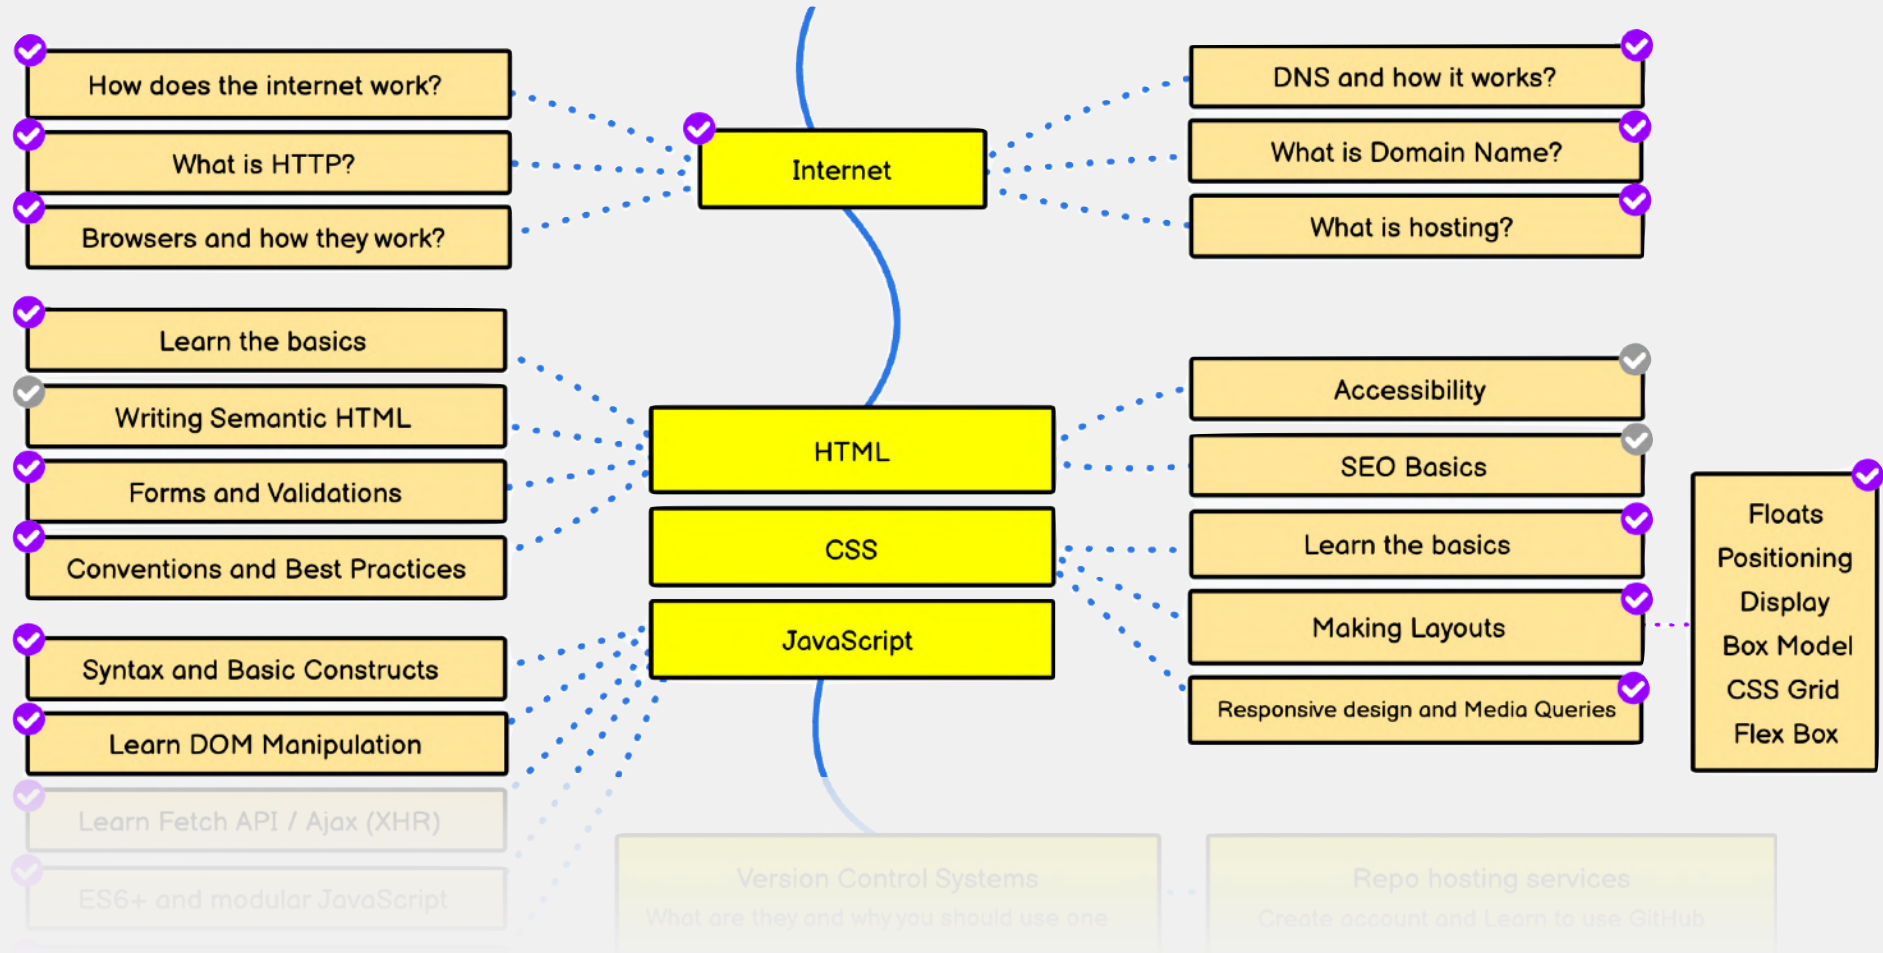 How does the internet work?
What is HTTP?
Browsers and how they work?
Internet
DNS and how it works?
What is Domain Name?
What is hosting?
Learn the basics
Writing Semantic HTML
Forms and Validations
Conventions and Best Practices
HTML
CSS
JavaScript
Accessibility
SEO Basics
Learn the basics
Making Layouts
Responsive design and Media Queries
Floats
Positioning
Display
Box Model
CSS Grid
Flex Box
Syntax and Basic Constructs
Learn DOM Manipulation
Learn Fetch API / Ajax (XHR)
ES6+ and modular JavaScript
Version Control Systems
What are they and why you should use one
Repo hosting services
Create account and Learn to use GitHub